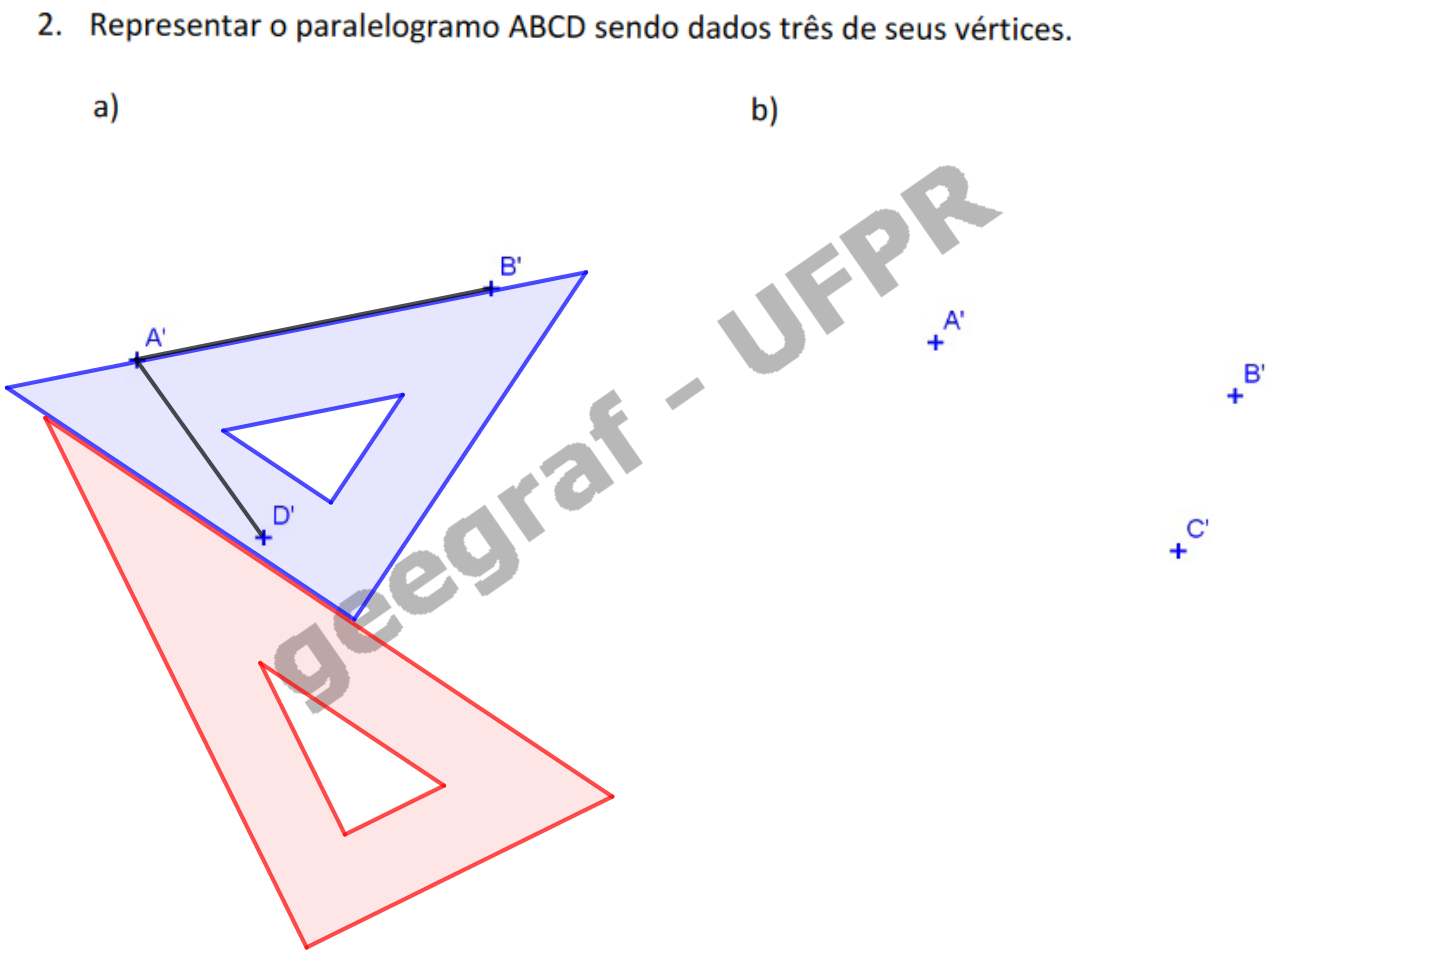 2. Representar o paralelogramo ABCD sendo dados três de seus vértices.
a)
b)
geegraf - UFPR
B'
A'
D'
A'
B'
C'